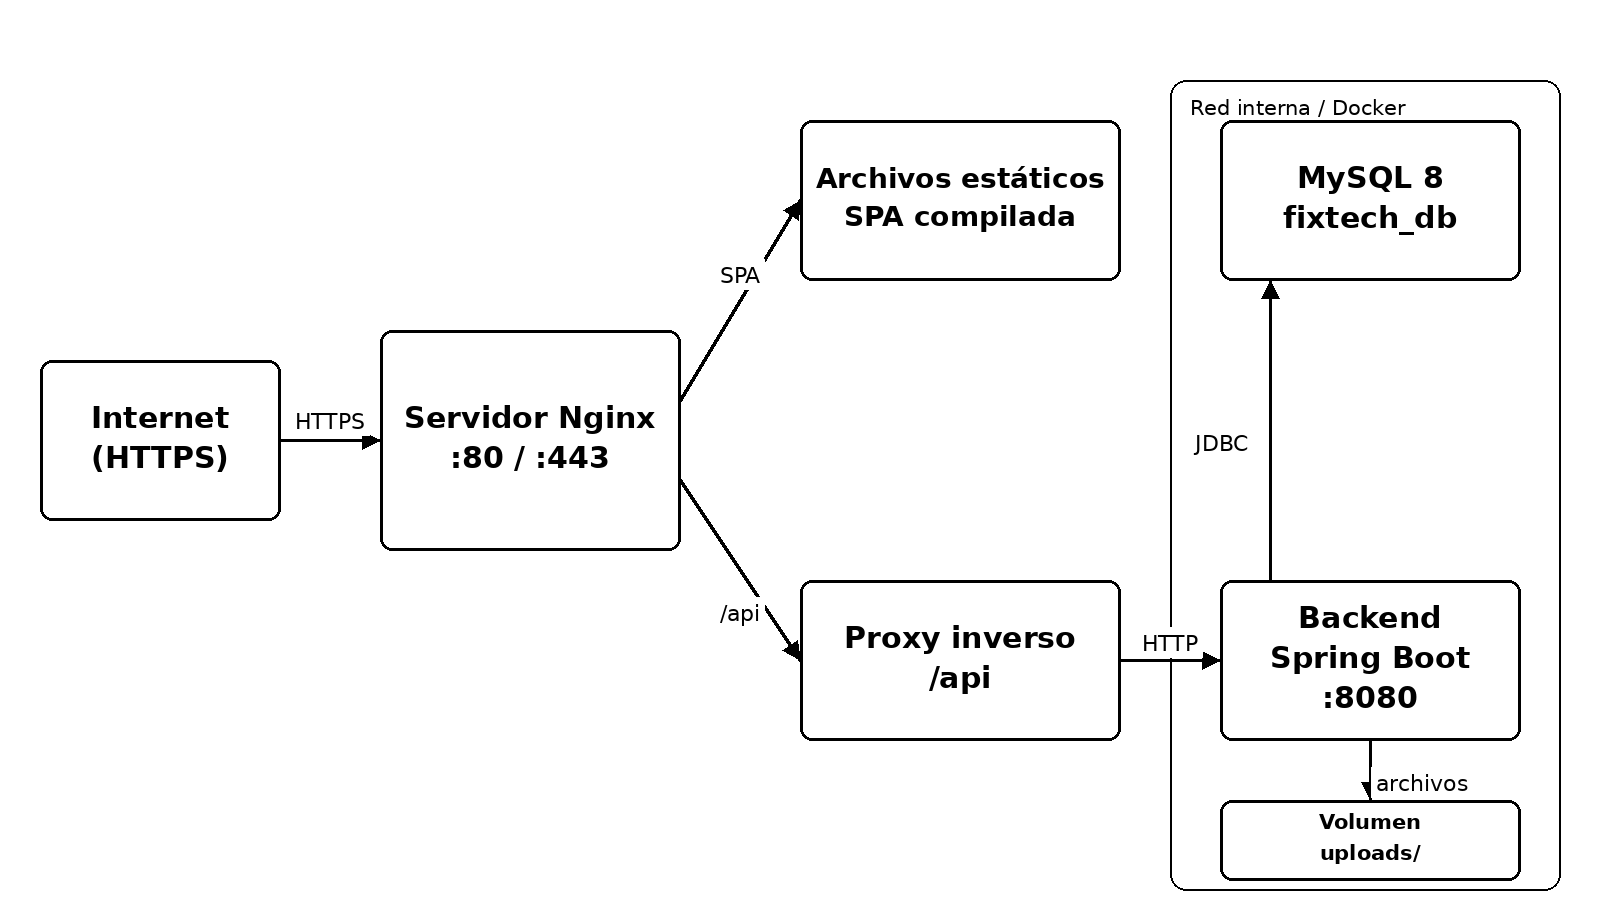 Red interna / Docker
Archivos estáticos
SPA compilada
MySQL 8
fixtech_db
SPA
Internet
(HTTPS)
HTTPS
Servidor Nginx
:80 / :443
JDBC
/api
Proxy inverso
/api
HTTP
Backend
Spring Boot
:8080
archivos
Volumen
uploads/